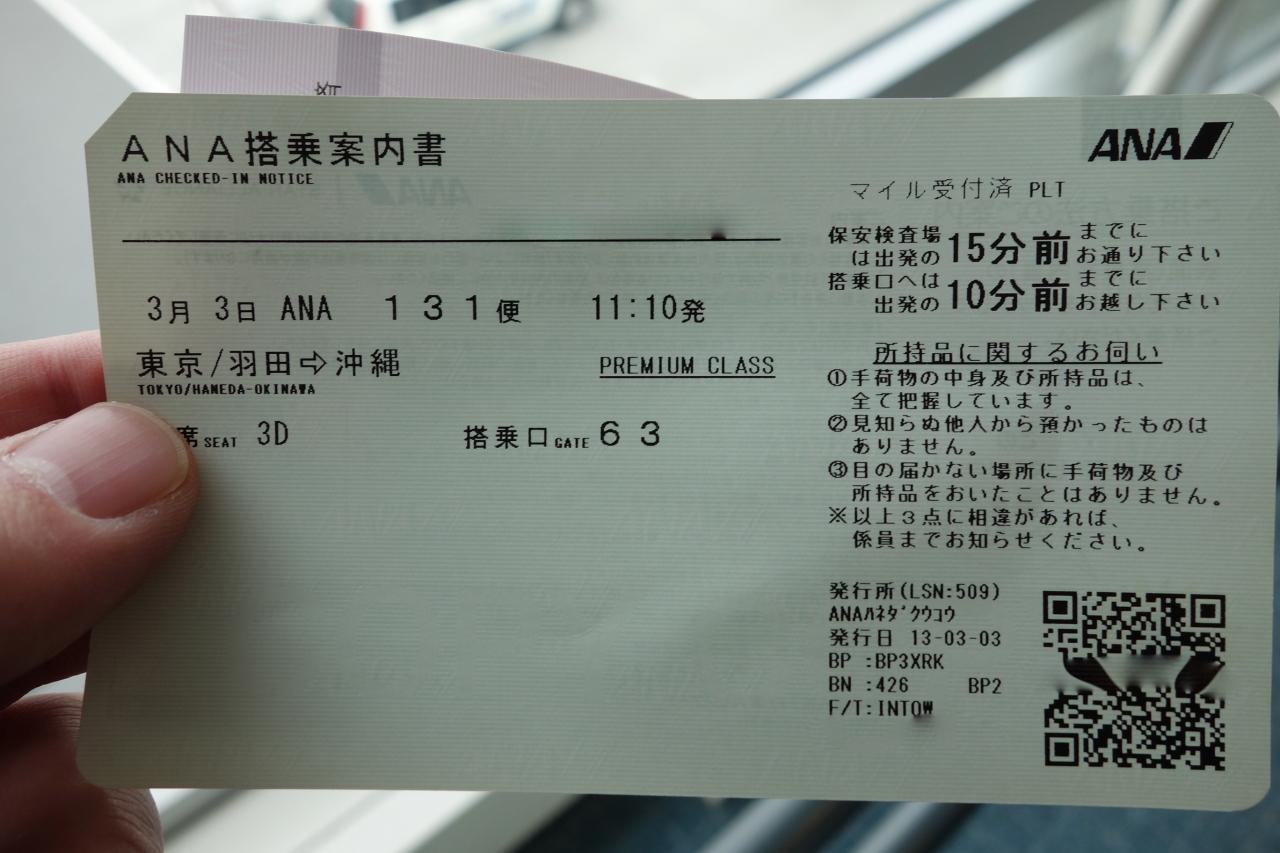 ANA搭乗案内書
ANA CHECKED-IN NOTICE
3月 3日 ANA 131便 11:10発
東京/羽田⇨沖縄
TOKYO/HANEDA-OKINAWA
PREMIUM CLASS
席 SEAT 3D 搭乗口 GATE 63
ANA
マイル受付済 PLT
保安検査場は出発の15分前までにお通り下さい
搭乗口へは出発の10分前までにお越し下さい
所持品に関するお伺い
①手荷物の中身及び所持品は、
全て把握しています。
②見知らぬ他人から預かったものは
ありません。
③目の届かない場所に手荷物及び
所持品をおいたことはありません。
※以上3点に相違があれば、
係員までお知らせください。
発行所(LSN:509)
ANAハネダクウコウ
発行日 13-03-03
BP :BP3XRK
BN :426 BP2
F/T:INTOW